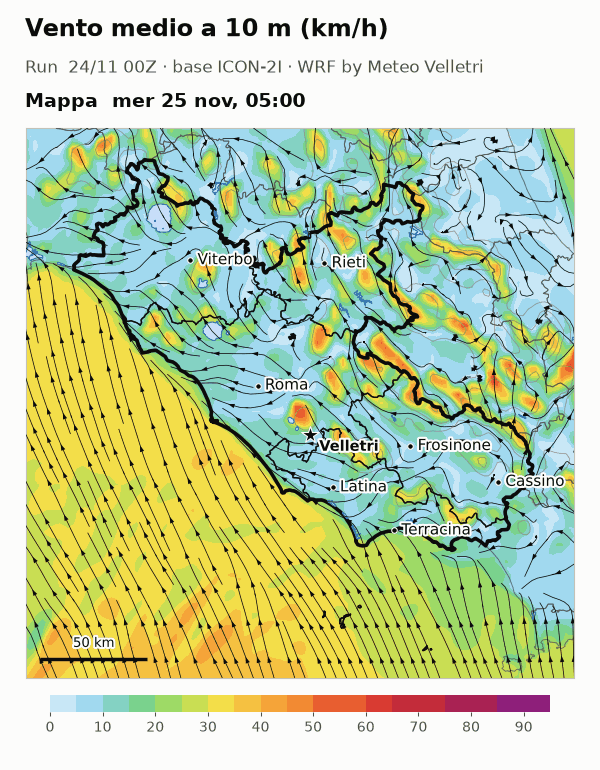 Vento medio a 10 m (km/h)
Run  24/11 00Z · base ICON-2I · WRF by Meteo Velletri
Mappa  mer 25 nov, 05:00
Viterbo
Rieti
Roma
Velletri
Frosinone
Latina
Cassino
Terracina
50 km
0 10 20 30 40 50 60 70 80 90